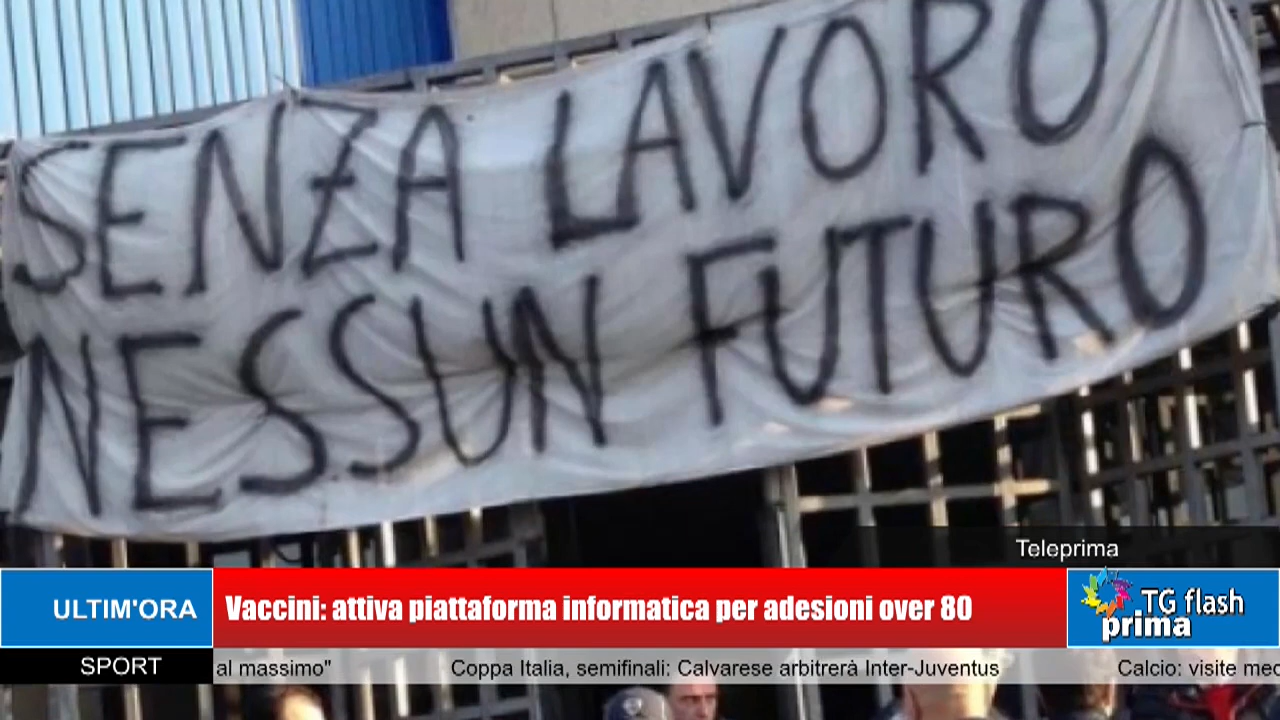 SENZA LAVORO
NESSUN FUTURO
Teleprima
ULTIM'ORA
Vaccini: attiva piattaforma informatica per adesioni over 80
TG flash
prima
SPORT
al massimo"
Coppa Italia, semifinali: Calvarese arbitrerà Inter-Juventus
Calcio: visite med